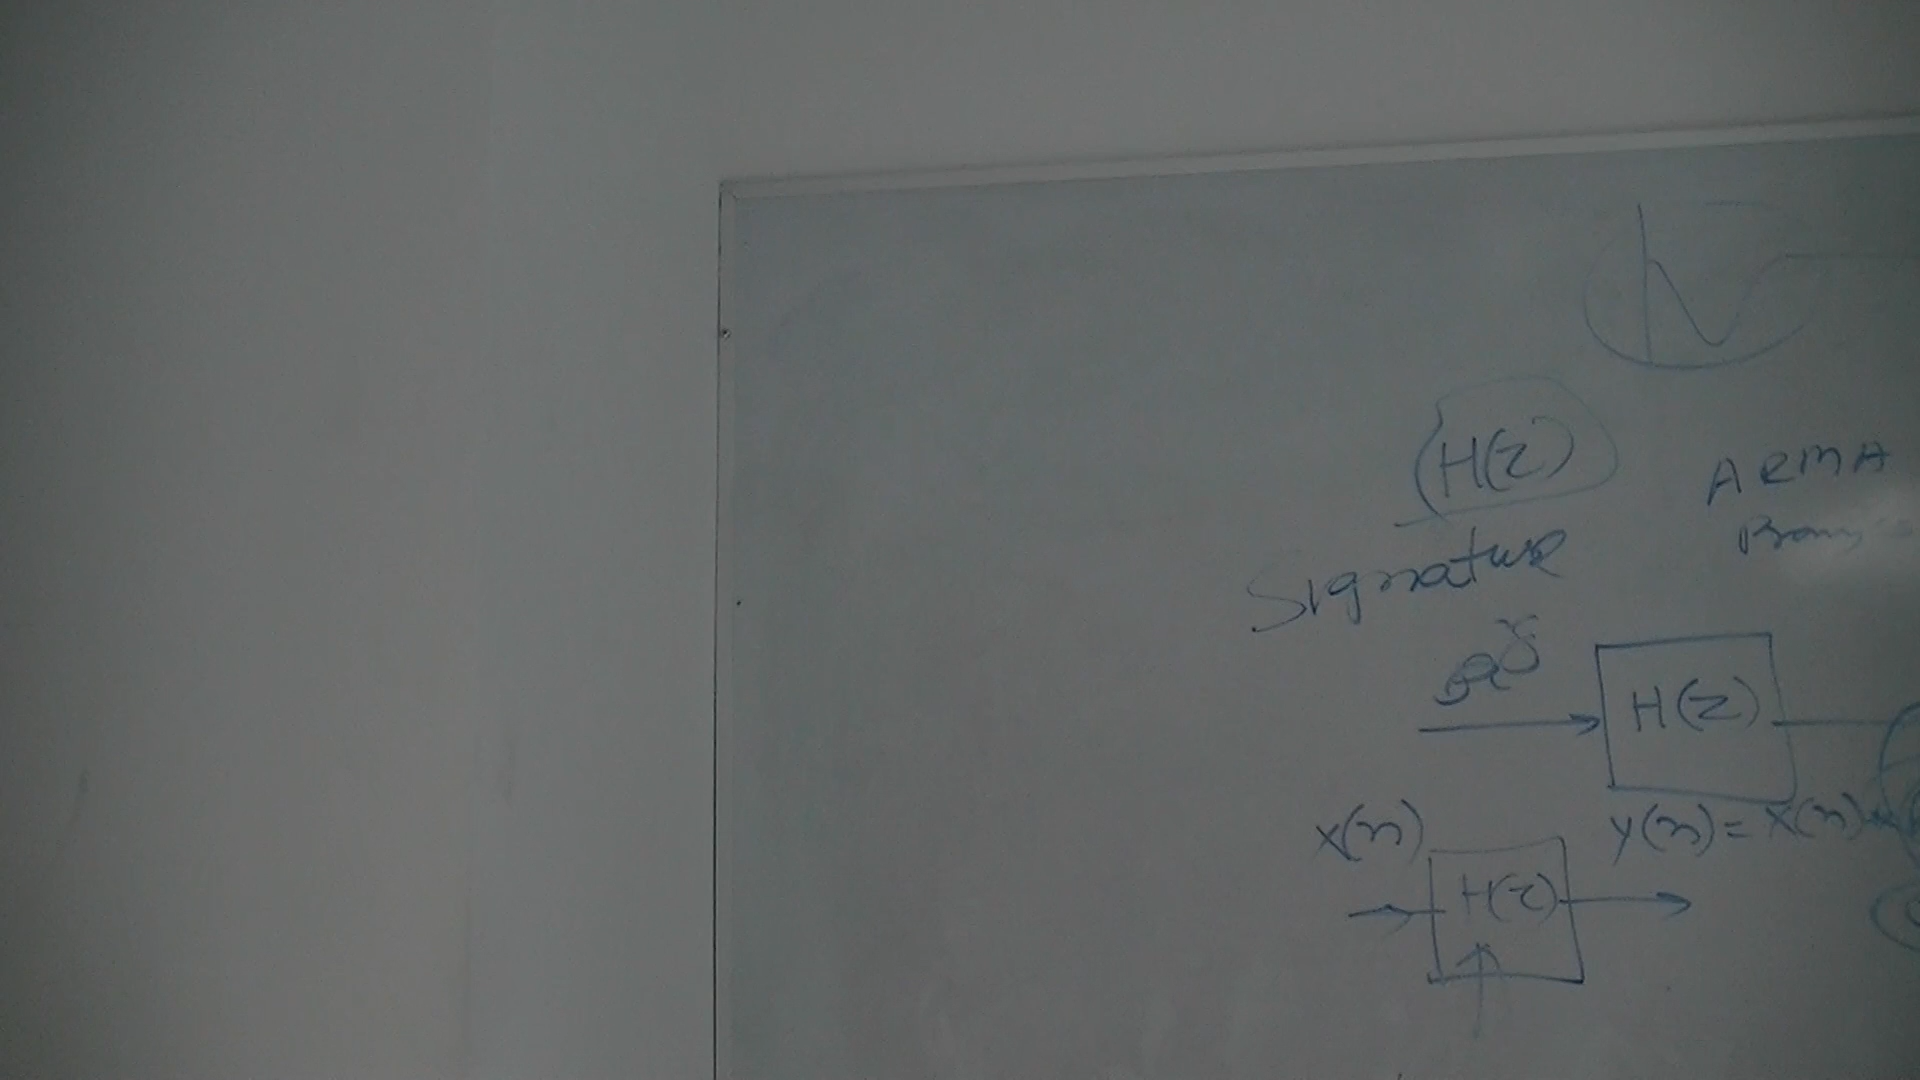 H(z)
ARMA
Signature
H(z)
x(n)
y(n) = x(n)
H(z)